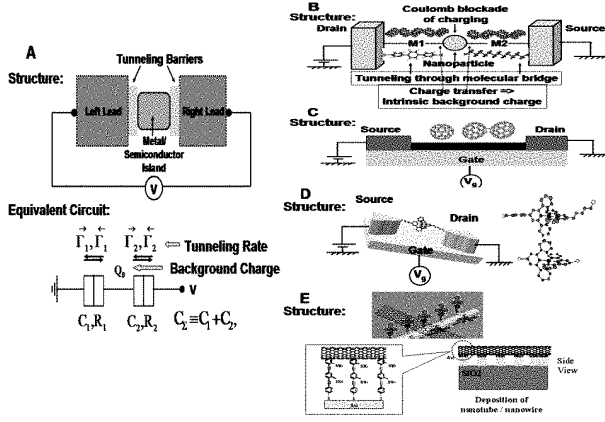 A
Structure:
Tunneling Barriers
Left Lead
Right Lead
Metal/
Semiconductor
Island
V
Equivalent Circuit:
Γ₁,Γ₁ Γ₂,Γ₂ Tunneling Rate
Q₀ Background Charge
V
C₁,R₁ C₂,R₂ C_Σ≡C₁+C₂,
B
Structure:
Drain
Coulomb blockade
of charging
Source
M1
M2
Nanoparticle
Tunneling through molecular bridge
Charge transfer =>
Intrinsic background charge
C
Structure:
Source
Drain
Gate
Vg
D
Structure:
Source
Drain
Gate
Vg
E
Structure:
SiO2
Side
View
Deposition of
nanotube / nanowire